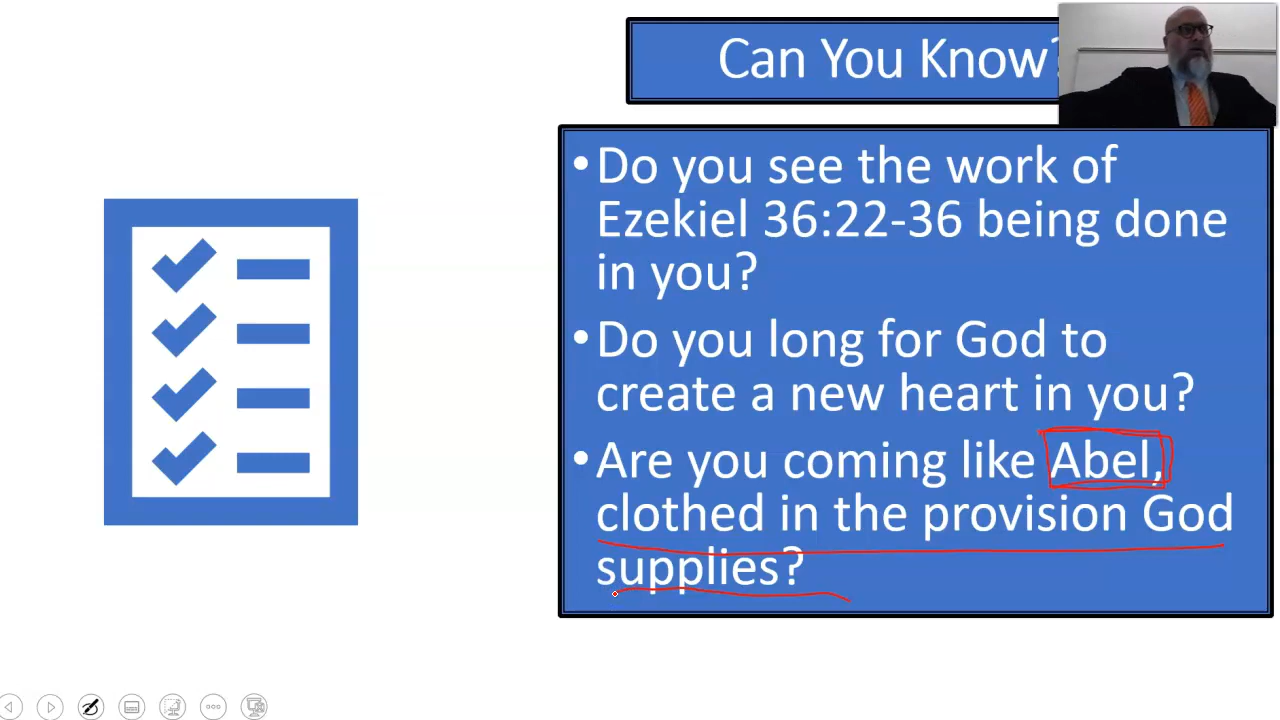 Can You Know?
•Do you see the work of
Ezekiel 36:22-36 being done
in you?
•Do you long for God to
create a new heart in you?
•Are you coming like Abel,
clothed in the provision God
supplies?